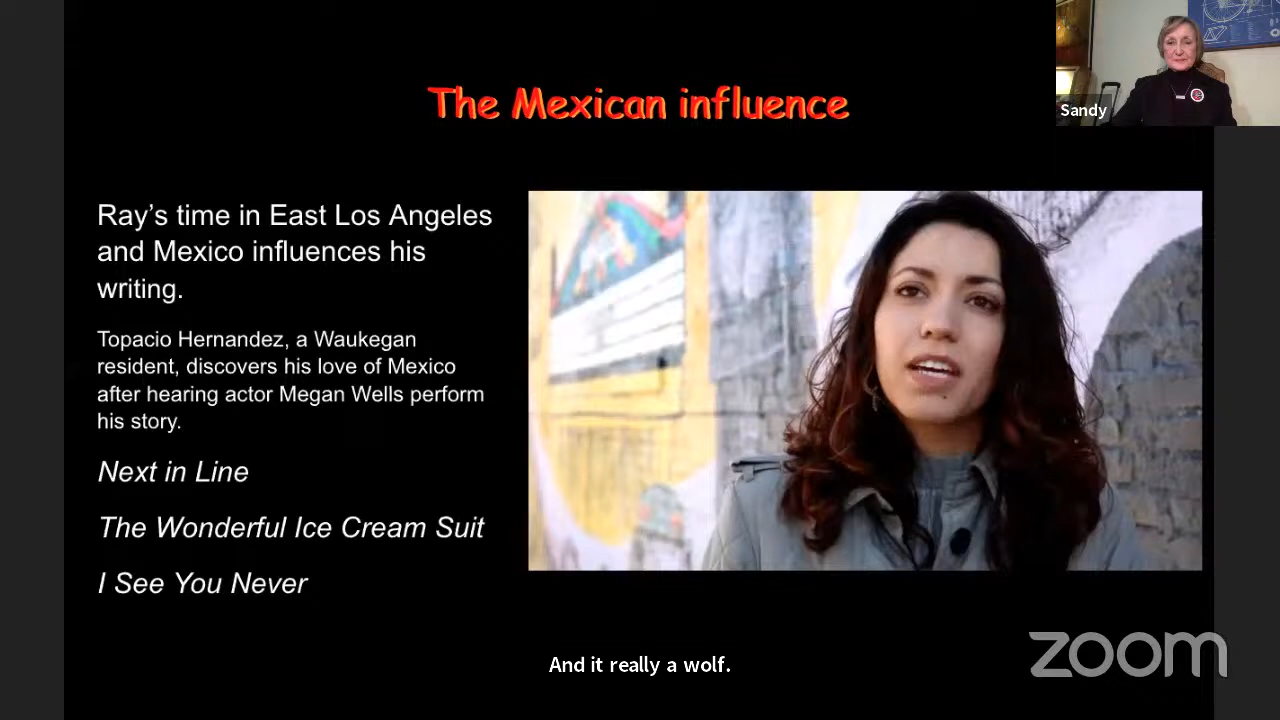 The Mexican influence
Sandy
Ray’s time in East Los Angeles
and Mexico influences his
writing.
Topacio Hernandez, a Waukegan
resident, discovers his love of Mexico
after hearing actor Megan Wells perform
his story.
Next in Line
The Wonderful Ice Cream Suit
I See You Never
And it really a wolf.
zoom